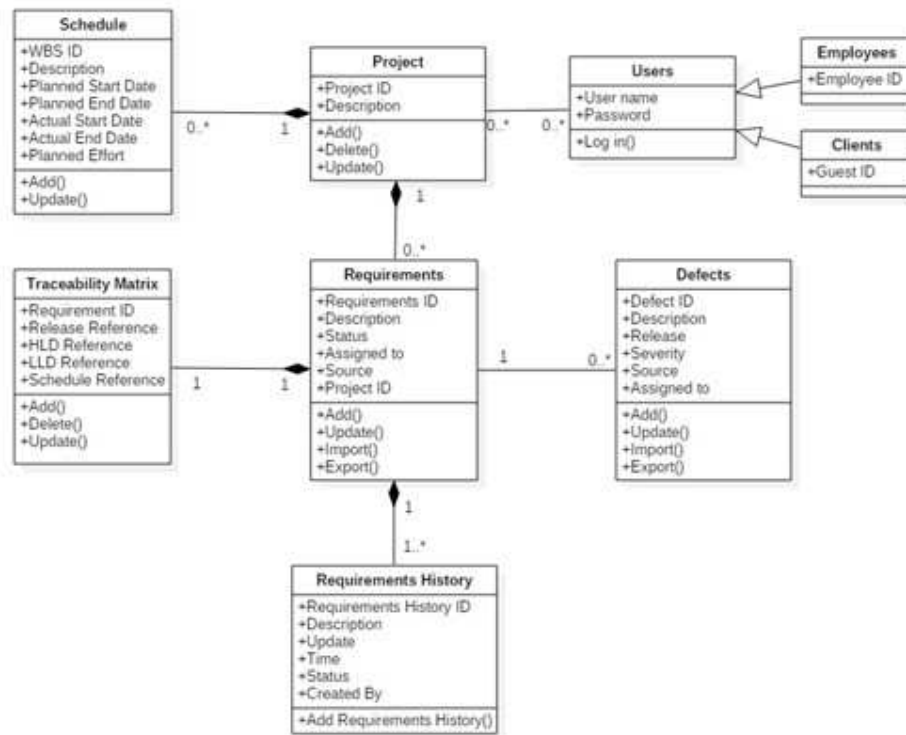 Schedule
+WBS ID
+Description
+Planned Start Date
+Planned End Date
+Actual Start Date
+Actual End Date
+Planned Effort
+Add()
+Update()
0..*
1
Project
+Project ID
+Description
+Add()
+Delete()
+Update()
0..*
0..*
Users
+User name
+Password
+Log in()
Employees
+Employee ID
Clients
+Guest ID
1
0..*
Traceability Matrix
+Requirement ID
+Release Reference
+HLD Reference
+LLD Reference
+Schedule Reference
+Add()
+Delete()
+Update()
1
1
Requirements
+Requirements ID
+Description
+Status
+Assigned to
+Source
+Project ID
+Add()
+Update()
+Import()
+Export()
1
0..*
Defects
+Defect ID
+Description
+Release
+Severity
+Source
+Assigned to
+Add()
+Update()
+Import()
+Export()
1
1..*
Requirements History
+Requirements History ID
+Description
+Update
+Time
+Status
+Created By
+Add Requirements History()